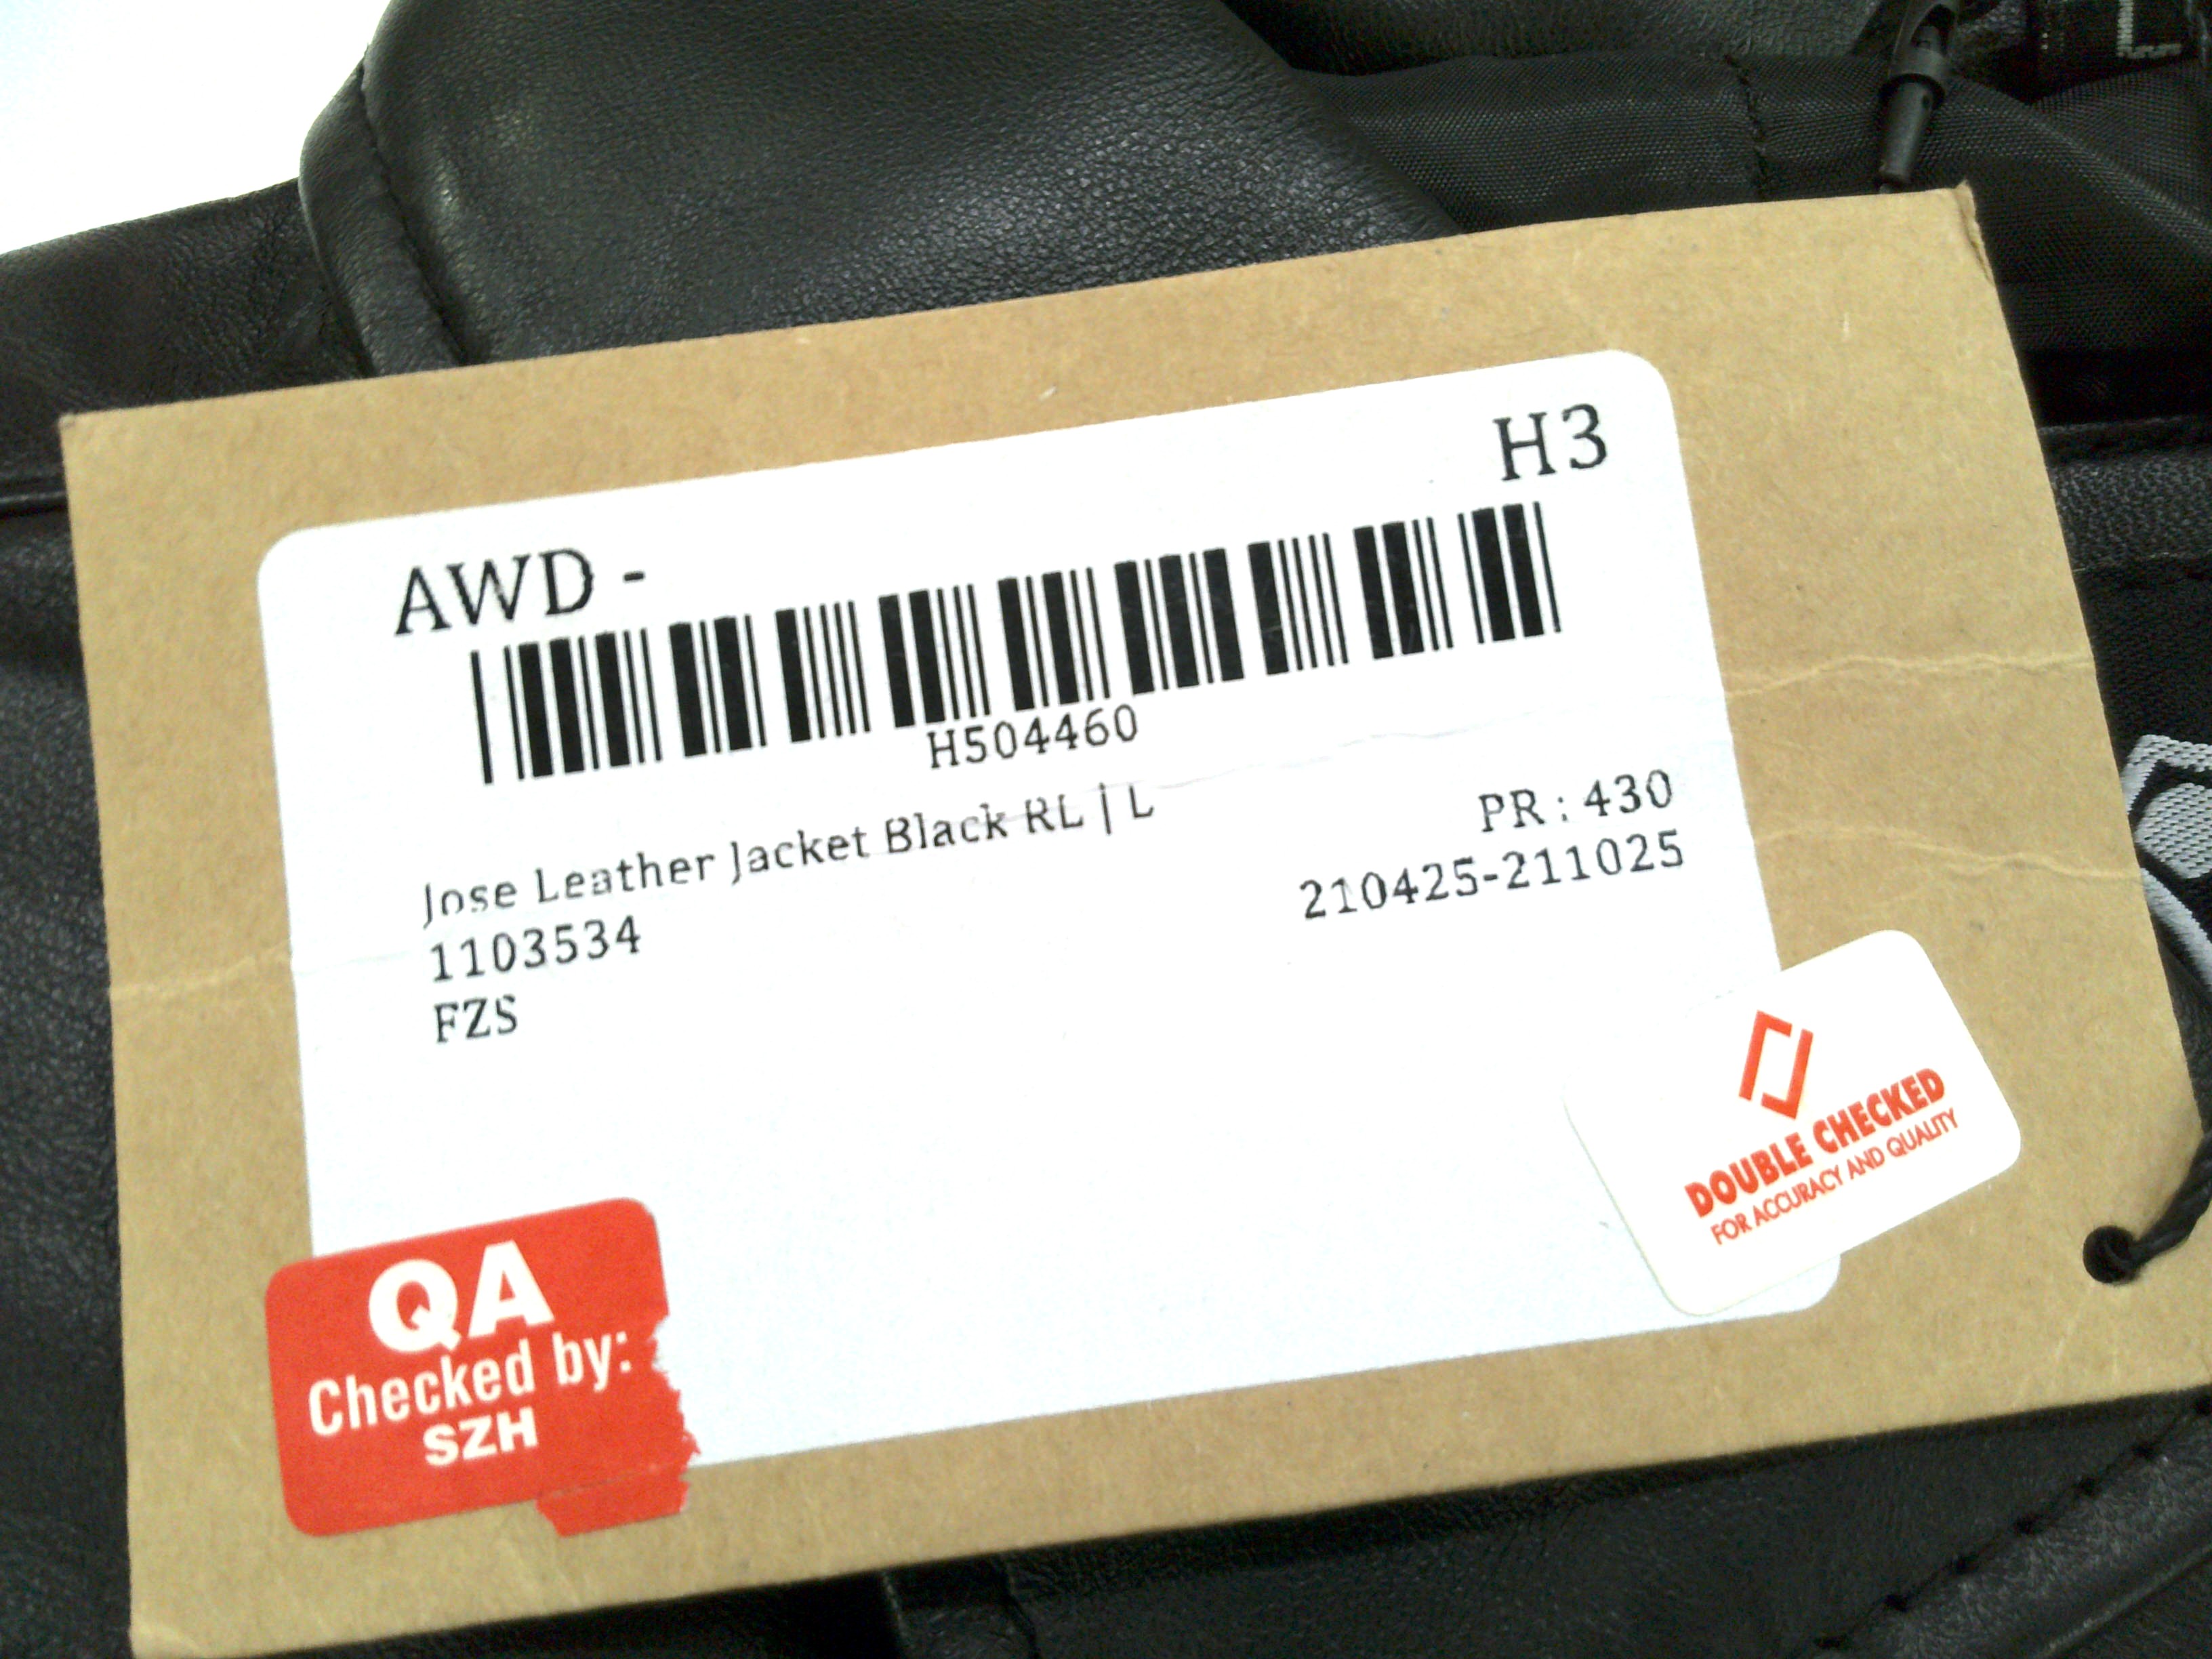 L
H3
AWD -
H504460
Jose Leather Jacket Black RL | L
PR : 430
1103534
210425-211025
FZS
DOUBLE CHECKED
FOR ACCURACY AND QUALITY
QA
Checked by:
SZH